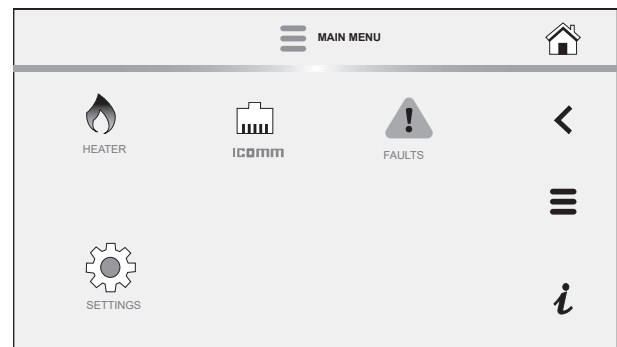 MAIN MENU
HEATER
ICOMM
FAULTS
SETTINGS
i